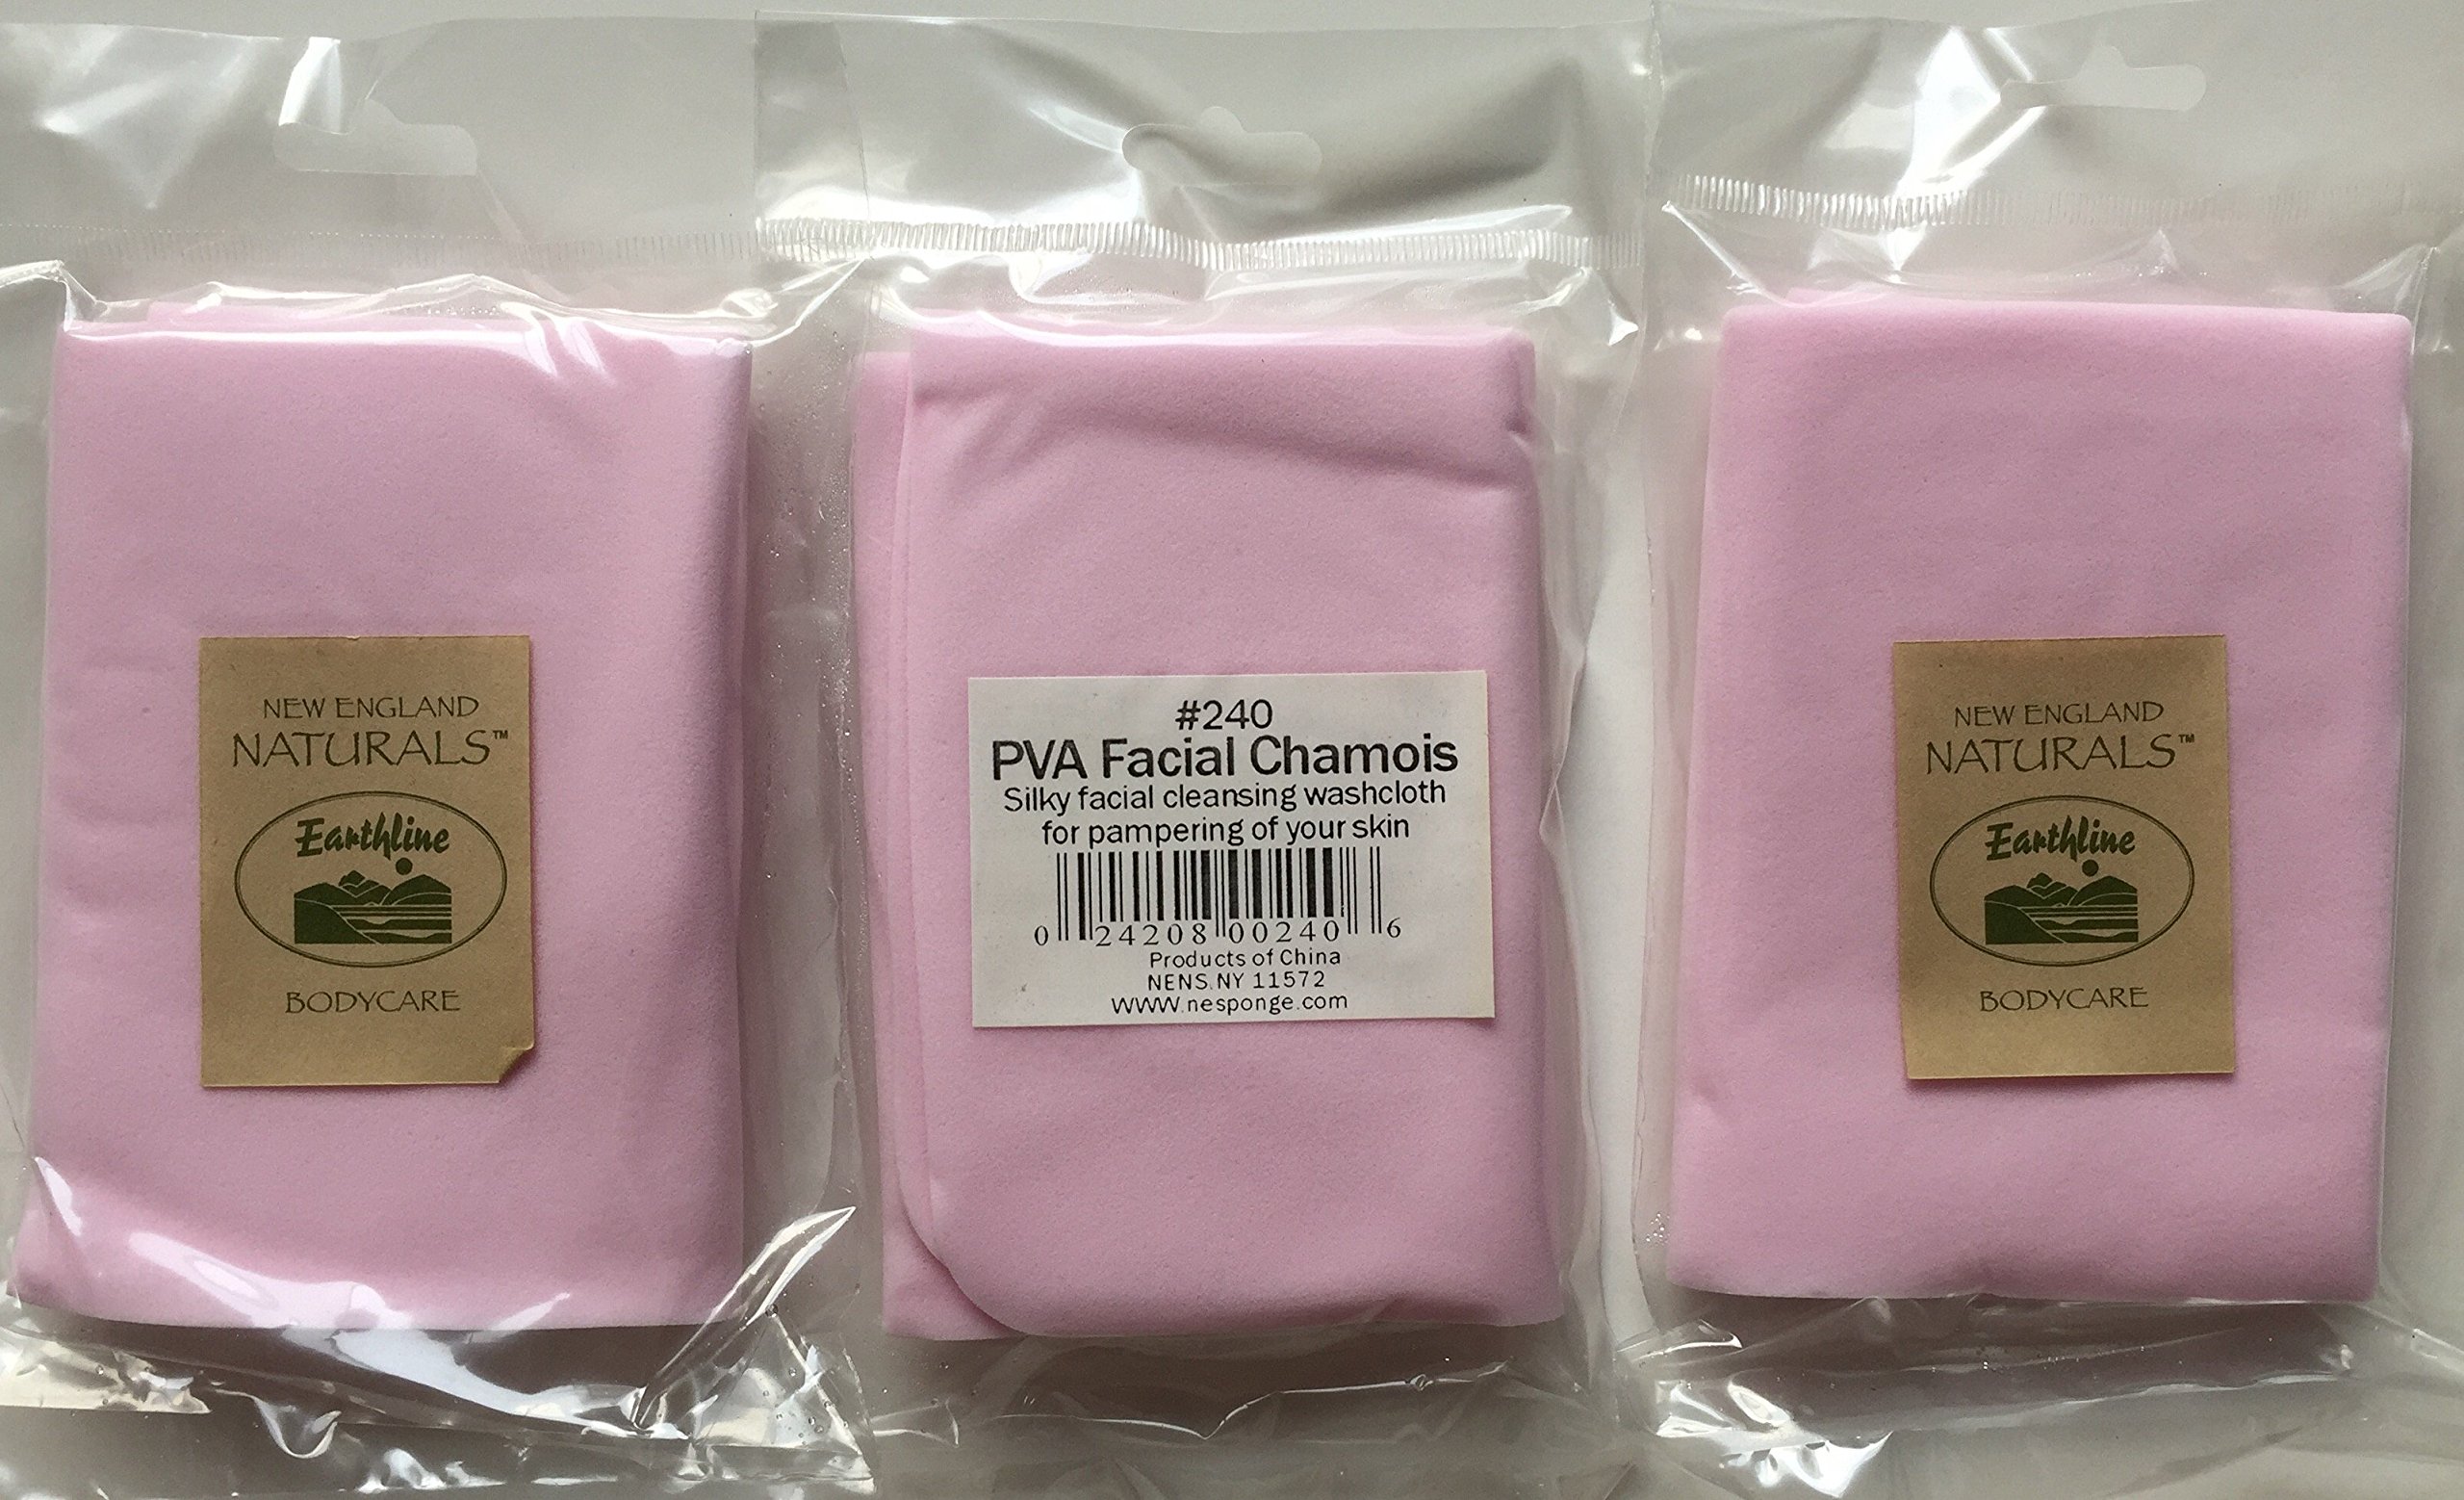 NEW ENGLAND
NATURALS™
Earthline
BODYCARE
#240
PVA Facial Chamois
Silky facial cleansing washcloth
for pampering of your skin
0 24208 00240 6
Products of China
NENS.NY 11572
WWW.nesponge.com
NEW ENGLAND
NATURALS™
Earthline
BODYCARE